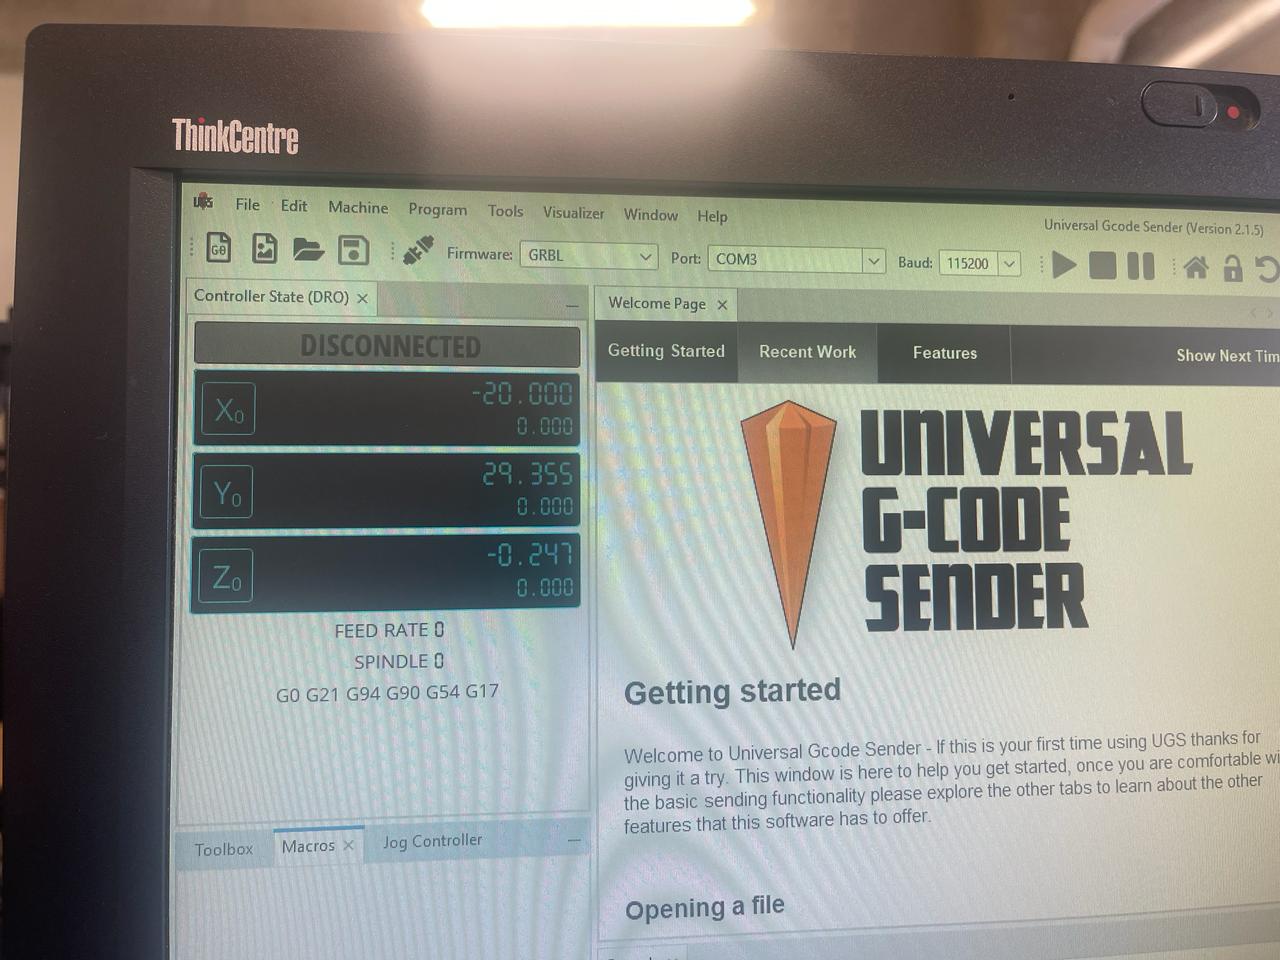 ThinkCentre
UGS
File Edit Machine Program Tools Visualizer Window Help
Universal Gcode Sender (Version 2.1.5)
G0
Firmware: GRBL Port: COM3 Baud: 115200
Controller State (DRO)
Welcome Page
DISCONNECTED
Getting Started Recent Work Features Show Next Tim
X0 -20.000
0.000
Y0 29.355
0.000
Z0 -0.247
0.000
FEED RATE 0
SPINDLE 0
G0 G21 G94 G90 G54 G17
UNIVERSAL
G-CODE
SENDER
Getting started
Welcome to Universal Gcode Sender - If this is your first time using UGS thanks for
giving it a try. This window is here to help you get started, once you are comfortable wi
the basic sending functionality please explore the other tabs to learn about the other
features that this software has to offer.
Toolbox Macros Jog Controller
Opening a file